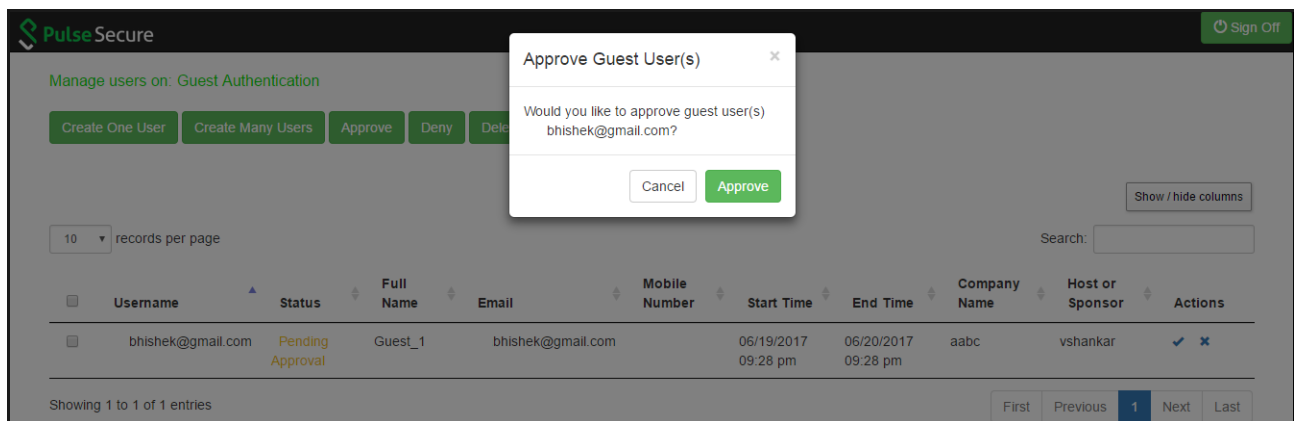 Pulse Secure
Sign Off
Manage users on: Guest Authentication
Create One User Create Many Users Approve Deny
Approve Guest User(s) ×
Would you like to approve guest user(s)
bhishek@gmail.com?
Cancel Approve
Show / hide columns
10 records per page
Search:
Username Status Full Name Email Mobile Number Start Time End Time Company Name Host or Sponsor Actions
bhishek@gmail.com Pending Approval Guest_1 bhishek@gmail.com 06/19/2017 09:28 pm 06/20/2017 09:28 pm aabc vshankar
Showing 1 to 1 of 1 entries
First Previous 1 Next Last